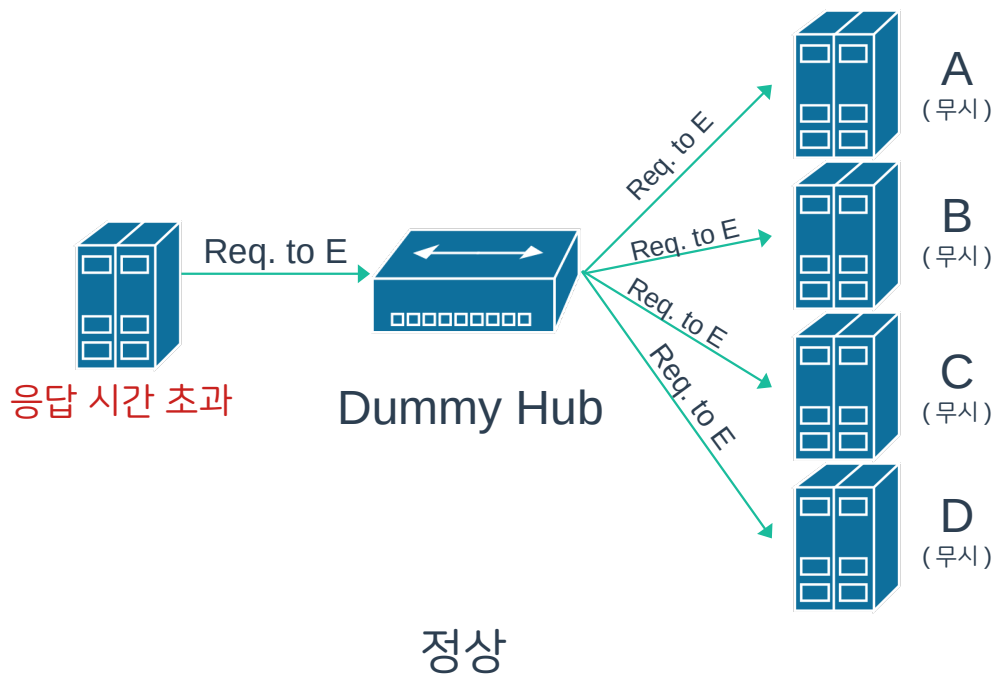 Req. to E
응답 시간 초과
Dummy Hub
Req. to E
Req. to E
Req. to E
Req. to E
A
( 무시 )
B
( 무시 )
C
( 무시 )
D
( 무시 )
정상